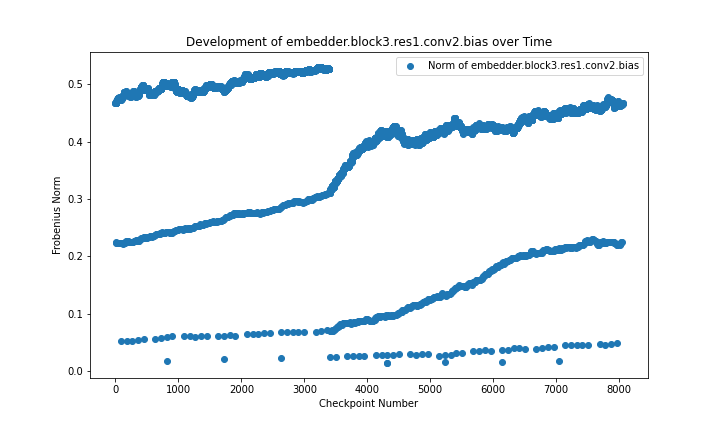 Development of embedder.block3.res1.conv2.bias over Time
Norm of embedder.block3.res1.conv2.bias
Frobenius Norm
0.5
0.4
0.3
0.2
0.1
0.0
0 1000 2000 3000 4000 5000 6000 7000 8000
Checkpoint Number